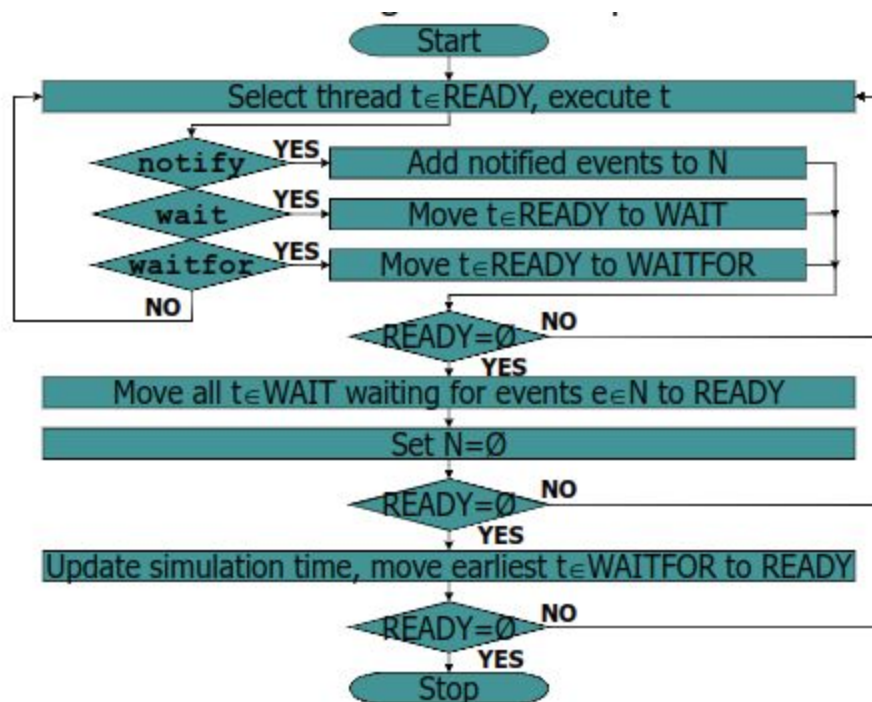 Start
Select thread t∈READY, execute t
notify
YES
Add notified events to N
wait
YES
Move t∈READY to WAIT
waitfor
YES
Move t∈READY to WAITFOR
NO
READY=Ø
NO
YES
Move all t∈WAIT waiting for events e∈N to READY
Set N=Ø
READY=Ø
NO
YES
Update simulation time, move earliest t∈WAITFOR to READY
READY=Ø
NO
YES
Stop